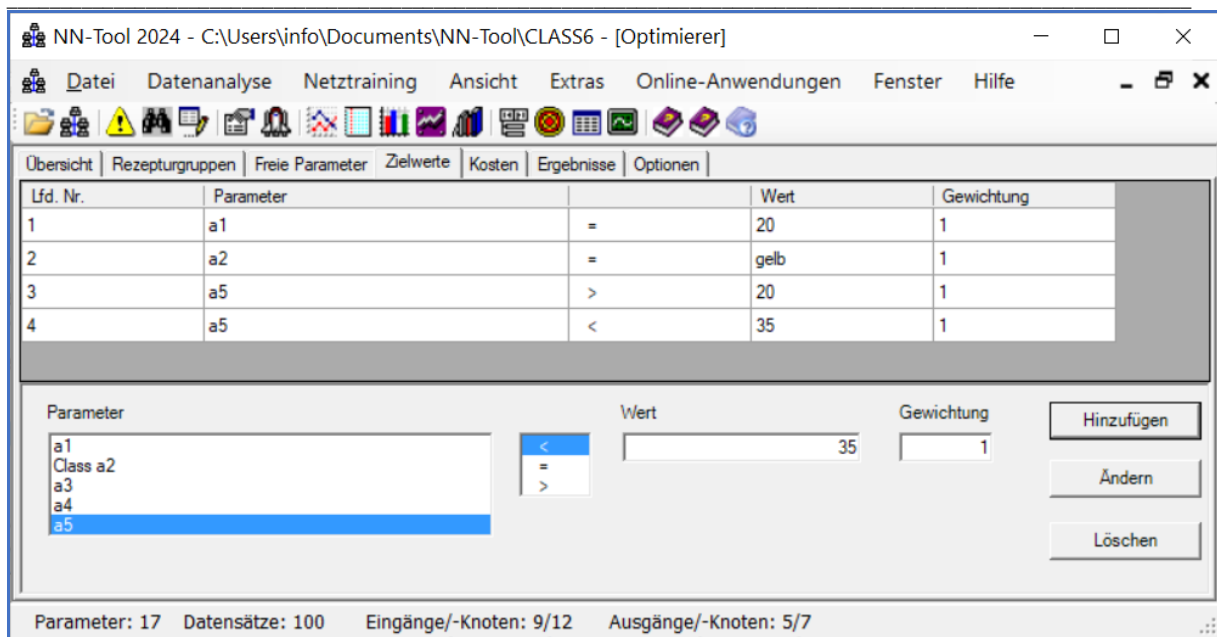 NN-Tool 2024 - C:\Users\info\Documents\NN-Tool\CLASS6 - [Optimierer]
Datei Datenanalyse Netztraining Ansicht Extras Online-Anwendungen Fenster Hilfe
Übersicht Rezepturgruppen Freie Parameter Zielwerte Kosten Ergebnisse Optionen
Lfd. Nr. Parameter Wert Gewichtung
1 a1 = 20 1
2 a2 = gelb 1
3 a5 > 20 1
4 a5 < 35 1
Parameter Wert Gewichtung
Hinzufügen
a1 < 35 1
Class a2 =
a3 >
Ändern
a4
a5
Löschen
Parameter: 17 Datensätze: 100 Eingänge/-Knoten: 9/12 Ausgänge/-Knoten: 5/7